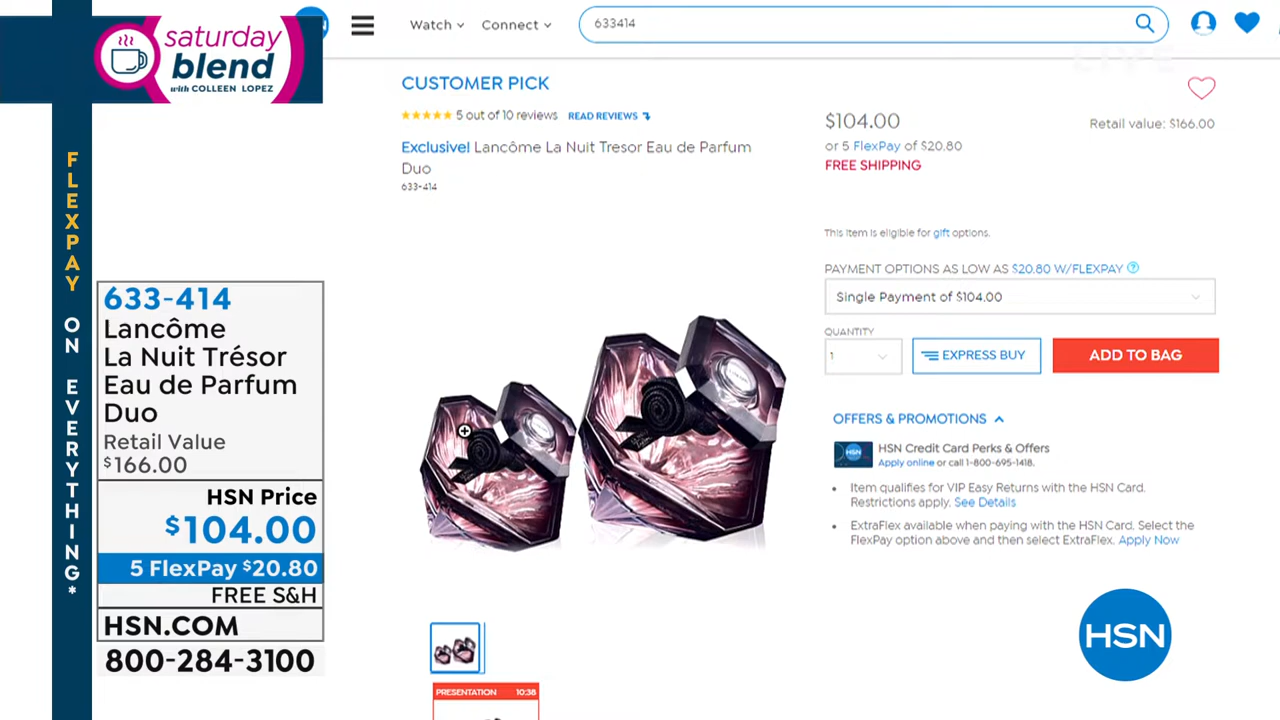 saturday
blend
with COLLEEN LOPEZ
FLEXPAY ON EVERYTHING*
633-414
Lancôme
La Nuit Trésor
Eau de Parfum
Duo
Retail Value
$166.00
HSN Price
$104.00
5 FlexPay $20.80
FREE S&H
HSN.COM
800-284-3100
Watch
Connect
633414
LIVE
CUSTOMER PICK
5 out of 10 reviews READ REVIEWS
Exclusive! Lancôme La Nuit Tresor Eau de Parfum
Duo
633-414
$104.00
Retail value: $166.00
or 5 FlexPay of $20.80
FREE SHIPPING
This item is eligible for gift options.
PAYMENT OPTIONS AS LOW AS $20.80 W/FLEXPAY ?
Single Payment of $104.00
QUANTITY
1
EXPRESS BUY
ADD TO BAG
OFFERS & PROMOTIONS
HSN
HSN Credit Card Perks & Offers
Apply online or call 1-800-695-1418.
• Item qualifies for VIP Easy Returns with the HSN Card.
Restrictions apply. See Details
• ExtraFlex available when paying with the HSN Card. Select the
FlexPay option above and then select ExtraFlex. Apply Now
HSN
PRESENTATION 10:38